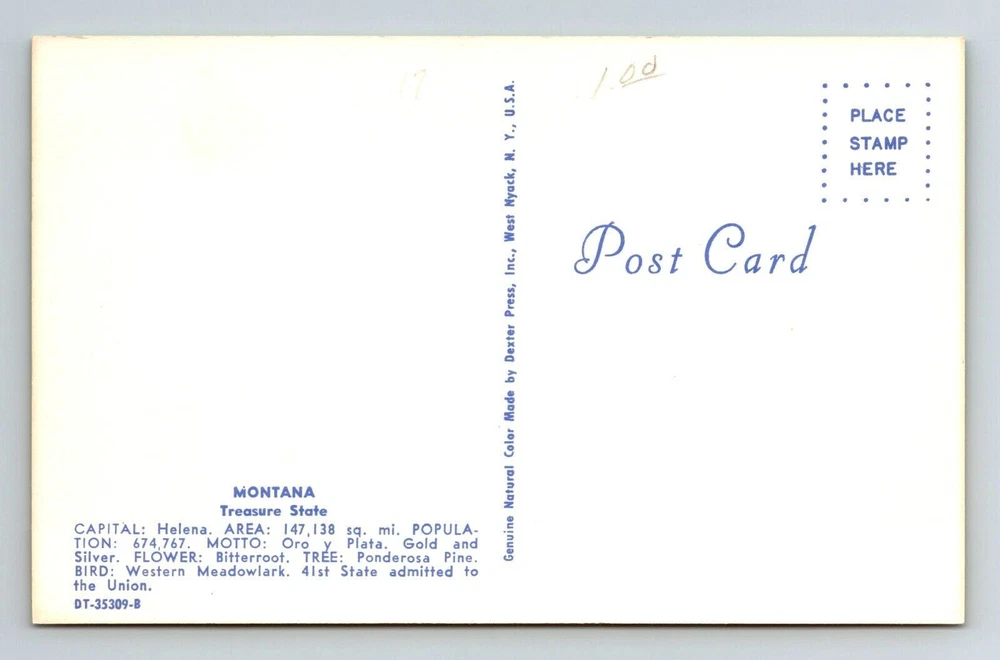 MONTANA
Treasure State
CAPITAL: Helena. AREA: 147,138 sq. mi. POPULA-
TION: 674,767. MOTTO: Oro y Plata. Gold and
Silver. FLOWER: Bitterroot. TREE: Ponderosa Pine.
BIRD: Western Meadowlark. 41st State admitted to
the Union.
DT-35309-B
Genuine Natural Color Made by Dexter Press, Inc., West Nyack, N. Y., U.S.A.
1.00
PLACE
STAMP
HERE
Post Card